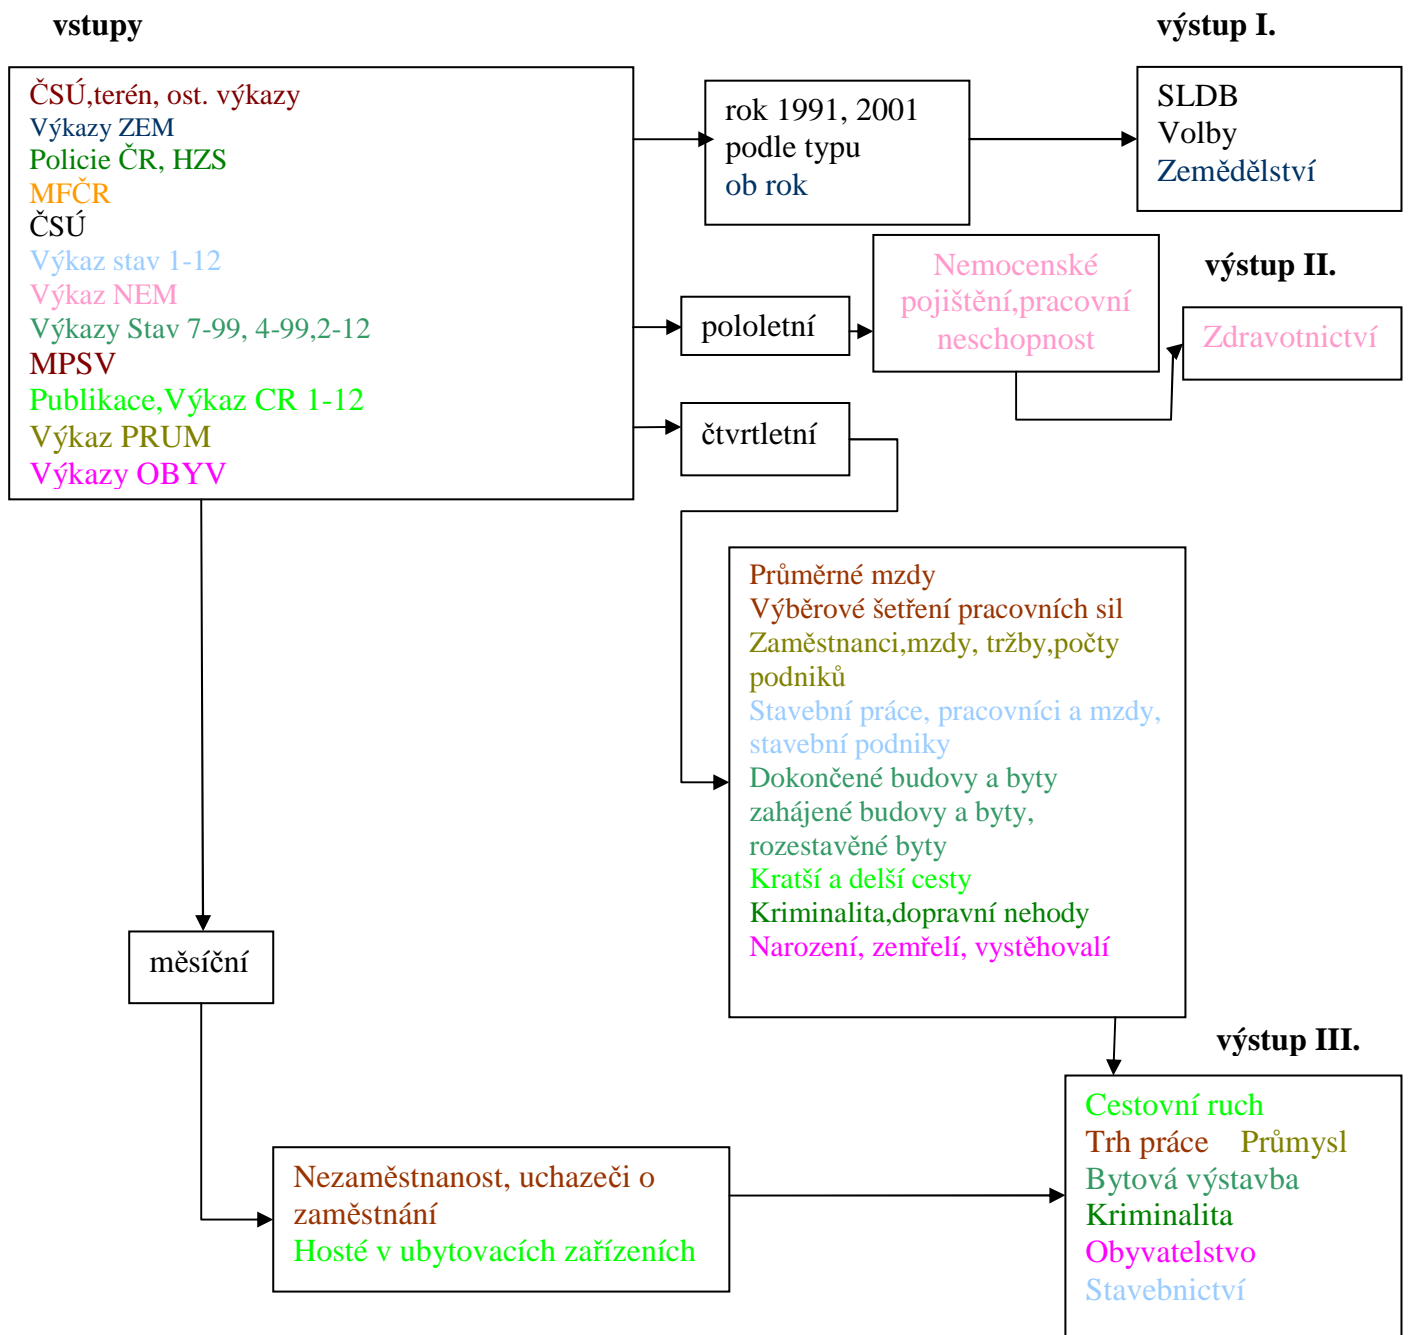 vstupy
výstup I.
ČSÚ,terén, ost. výkazy
Výkazy ZEM
Policie ČR, HZS
MFČR
ČSÚ
Výkaz stav 1-12
Výkaz NEM
Výkazy Stav 7-99, 4-99,2-12
MPSV
Publikace,Výkaz CR 1-12
Výkaz PRUM
Výkazy OBYV
rok 1991, 2001
podle typu
ob rok
SLDB
Volby
Zemědělství
pololetní
Nemocenské
pojištění,pracovní
neschopnost
výstup II.
Zdravotnictví
čtvrtletní
Průměrné mzdy
Výběrové šetření pracovních sil
Zaměstnanci,mzdy, tržby,počty
podniků
Stavební práce, pracovníci a mzdy,
stavební podniky
Dokončené budovy a byty
zahájené budovy a byty,
rozestavěné byty
Kratší a delší cesty
Kriminalita,dopravní nehody
Narození, zemřelí, vystěhovalí
měsíční
Nezaměstnanost, uchazeči o
zaměstnání
Hosté v ubytovacích zařízeních
výstup III.
Cestovní ruch
Trh práce Průmysl
Bytová výstavba
Kriminalita
Obyvatelstvo
Stavebnictví